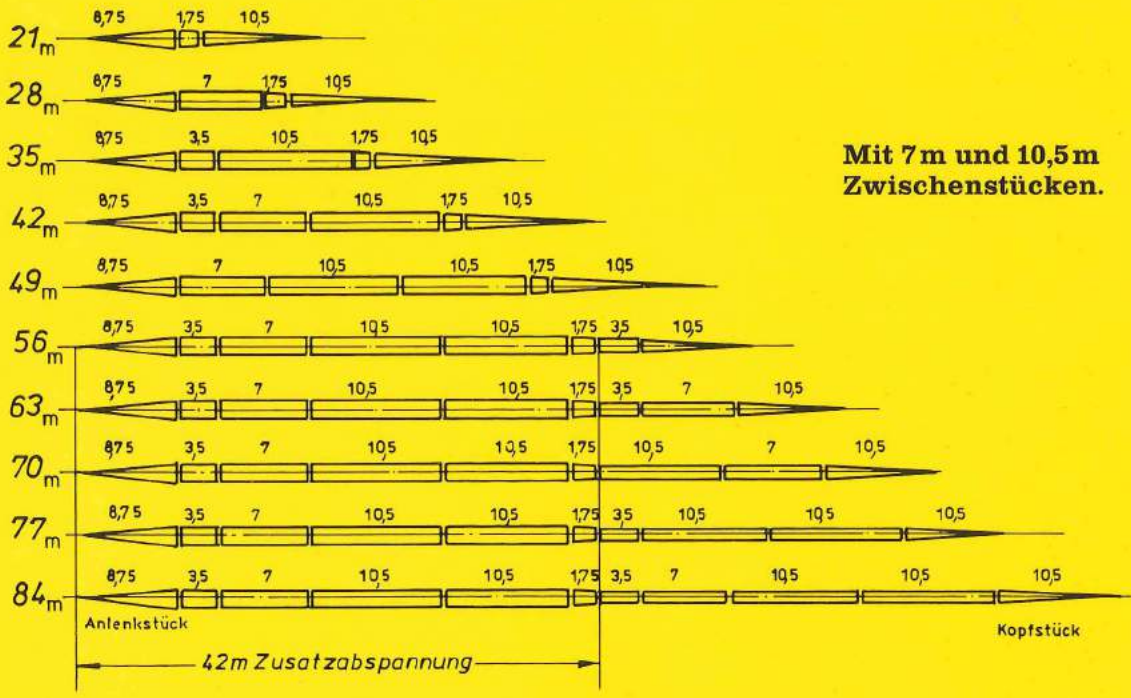 8,75 1,75 10,5
21m
8,75 7 1,75 10,5
28m
8,75 3,5 10,5 1,75 10,5
35m
8,75 3,5 7 10,5 1,75 10,5
42m
8,75 7 10,5 10,5 1,75 10,5
49m
8,75 3,5 7 10,5 10,5 1,75 3,5 10,5
56m
8,75 3,5 7 10,5 10,5 1,75 3,5 7 10,5
63m
8,75 3,5 7 10,5 10,5 1,75 10,5 7 10,5
70m
8,75 3,5 7 10,5 10,5 1,75 3,5 10,5 10,5 10,5
77m
8,75 3,5 7 10,5 10,5 1,75 3,5 7 10,5 10,5 10,5
84m
Anlenkstück
Kopfstück
42m Zusatzabspannung
Mit 7m und 10,5m
Zwischenstücken.